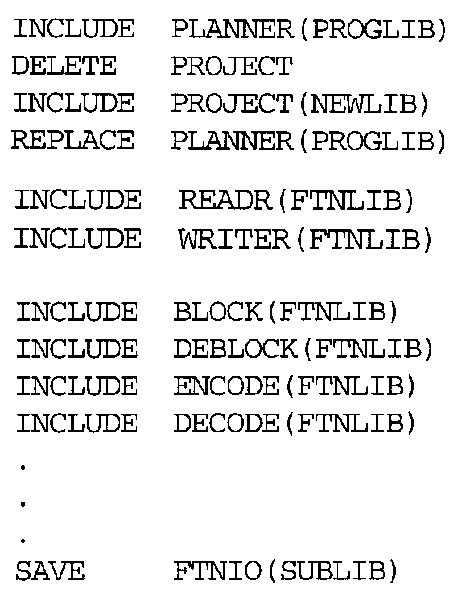 INCLUDE PLANNER(PROGLIB)
DELETE PROJECT
INCLUDE PROJECT(NEWLIB)
REPLACE PLANNER(PROGLIB)
INCLUDE READR(FTNLIB)
INCLUDE WRITER(FTNLIB)
INCLUDE BLOCK(FTNLIB)
INCLUDE DEBLOCK(FTNLIB)
INCLUDE ENCODE(FTNLIB)
INCLUDE DECODE(FTNLIB)
.
.
.
SAVE FTNIO(SUBLIB)